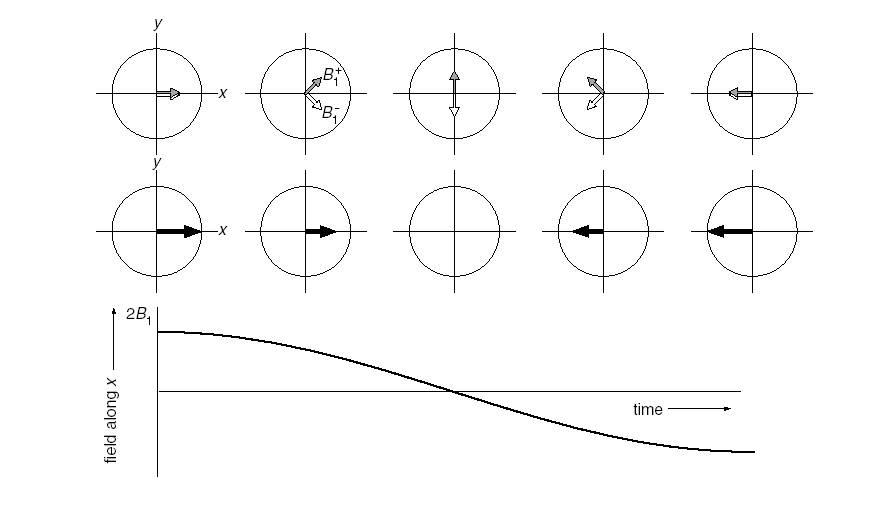 y
x
B₁⁺
B₁⁻
y
x
2B₁
field along x
time